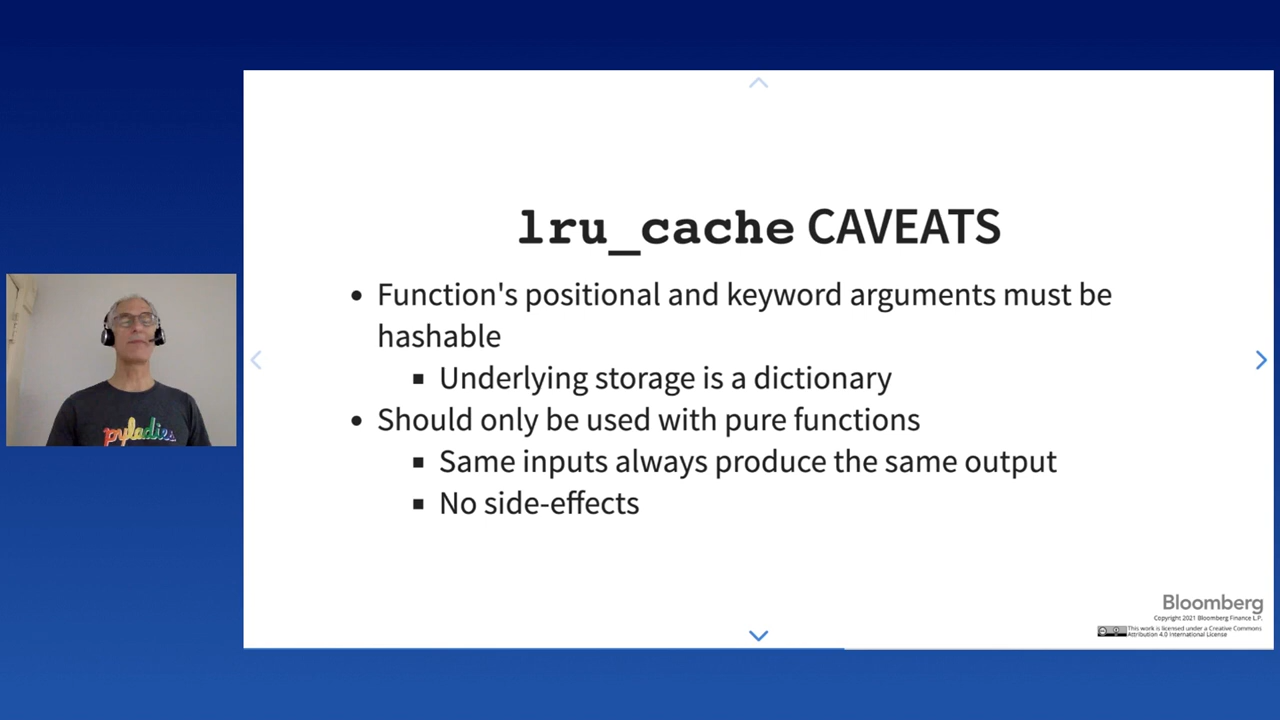 lru_cache CAVEATS
Function's positional and keyword arguments must be
hashable
Underlying storage is a dictionary
Should only be used with pure functions
Same inputs always produce the same output
No side-effects
pyladies
Bloomberg
Copyright 2021 Bloomberg Finance L.P.
This work is licensed under a Creative Commons
Attribution 4.0 International License